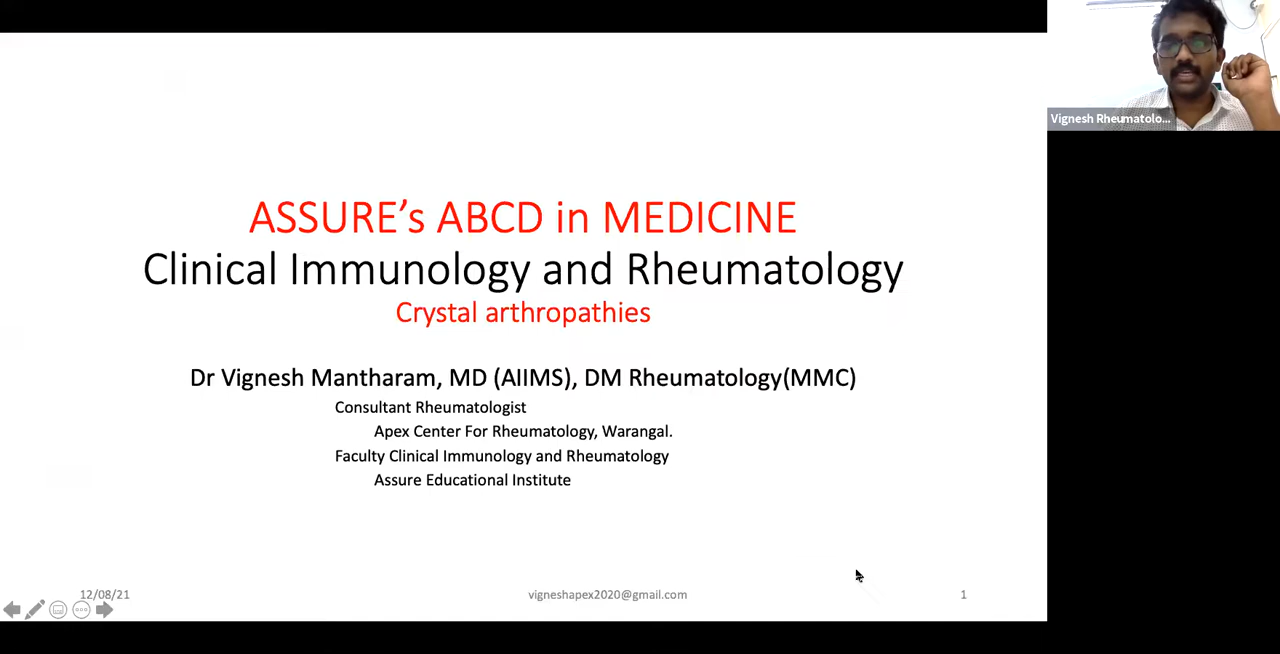 ASSURE’s ABCD in MEDICINE
Clinical Immunology and Rheumatology
Crystal arthropathies
Dr Vignesh Mantharam, MD (AIIMS), DM Rheumatology(MMC)
Consultant Rheumatologist
Apex Center For Rheumatology, Warangal.
Faculty Clinical Immunology and Rheumatology
Assure Educational Institute
12/08/21
vigneshapex2020@gmail.com
1
Vignesh Rheumatolo...